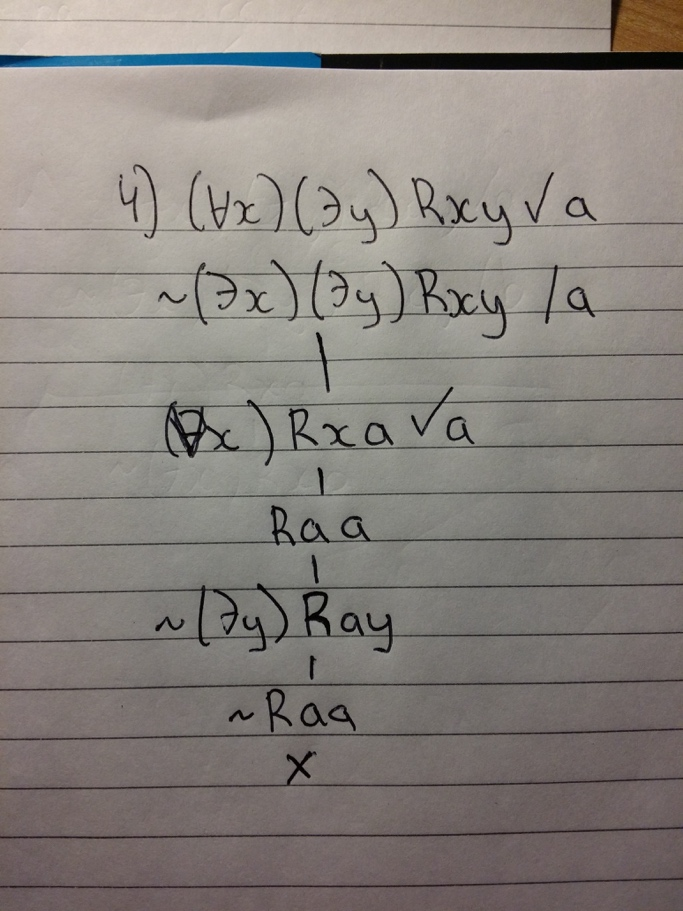 4) (∀x)(∃y)Rxy✓a
~(∃x)(∃y)Rxy /a
(∀x)Rxa✓a
Raa
~(∃y)Ray
~Raa
X